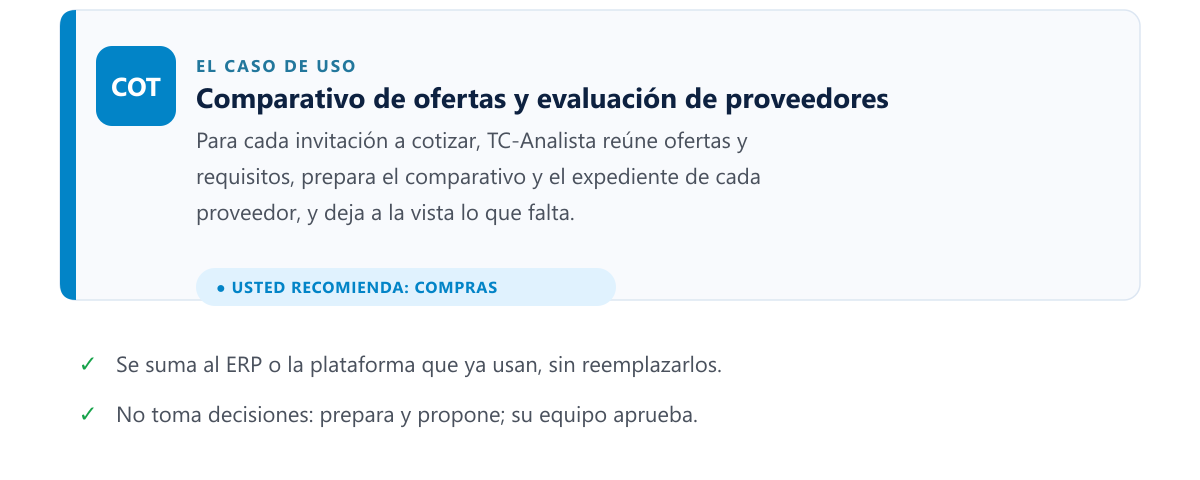 COT
EL CASO DE USO
Comparativo de ofertas y evaluación de proveedores
Para cada invitación a cotizar, TC-Analista reúne ofertas y
requisitos, prepara el comparativo y el expediente de cada
proveedor, y deja a la vista lo que falta.
● USTED RECOMIENDA: COMPRAS
✓ Se suma al ERP o la plataforma que ya usan, sin reemplazarlos.
✓ No toma decisiones: prepara y propone; su equipo aprueba.